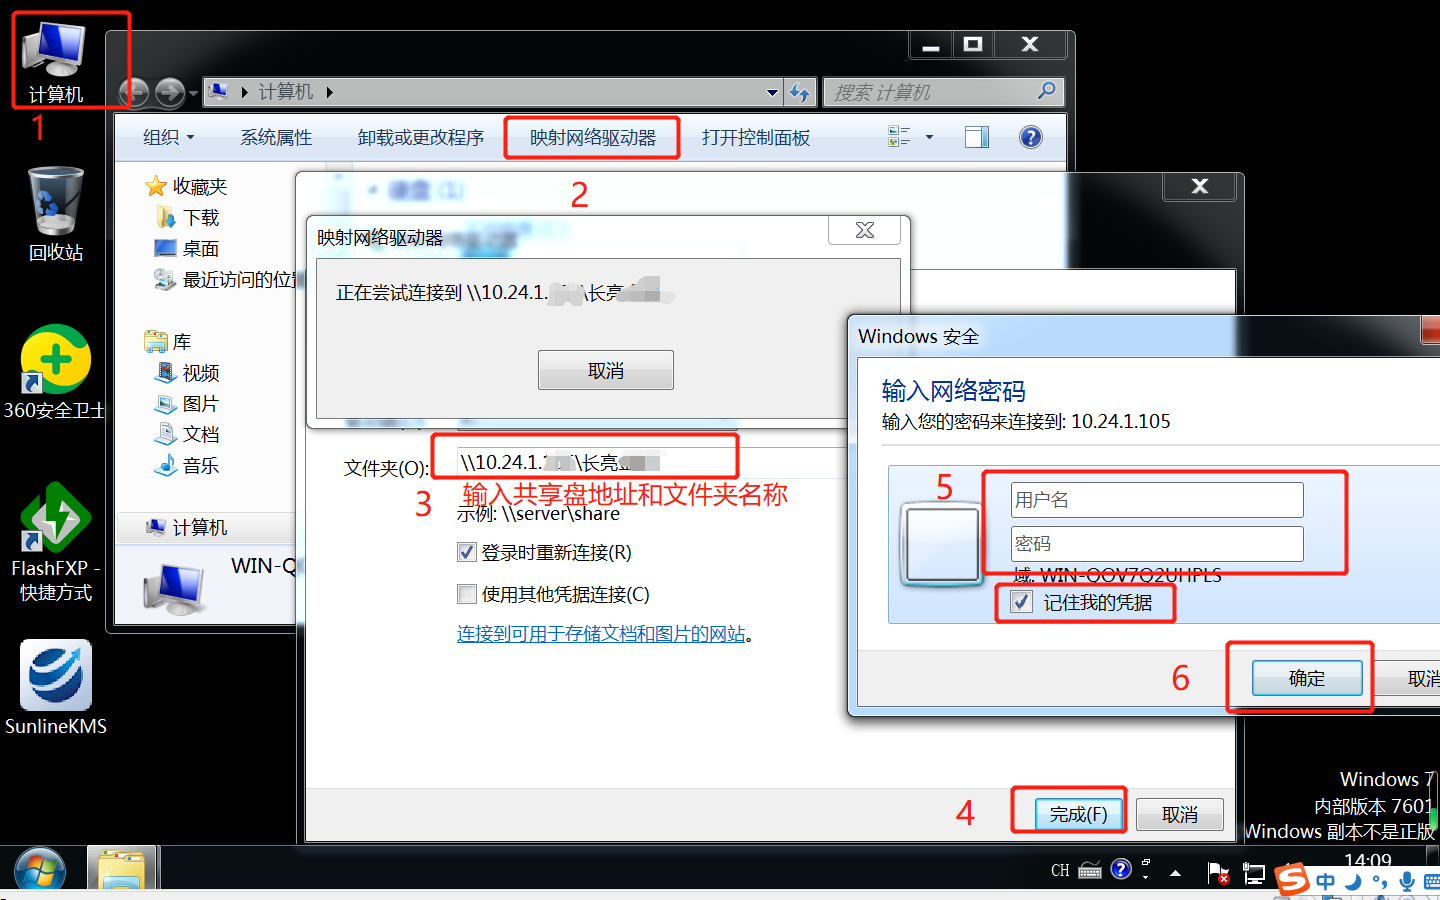 计算机
1
回收站
360安全卫士
FlashFXP -
快捷方式
SunlineKMS
计算机
搜索 计算机
组织
系统属性
卸载或更改程序
映射网络驱动器
打开控制面板
2
收藏夹
下载
桌面
最近访问的位
库
视频
图片
文档
音乐
计算机
WIN-Q
硬盘 (1)
映射网络驱动器
正在尝试连接到 \\10.24.1. \长亮
取消
文件夹(O):
\\10.24.1. \长亮
3
输入共享盘地址和文件夹名称
示例: \\server\share
登录时重新连接(R)
使用其他凭据连接(C)
连接到可用于存储文档和图片的网站。
4
完成(F)
取消
Windows 安全
输入网络密码
输入您的密码来连接到: 10.24.1.105
5
用户名
密码
域: WIN-QOV7Q2UHPLS
记住我的凭据
6
确定
取消
Windows 7
内部版本 7601
Windows 副本不是正版
CH
14:09
中